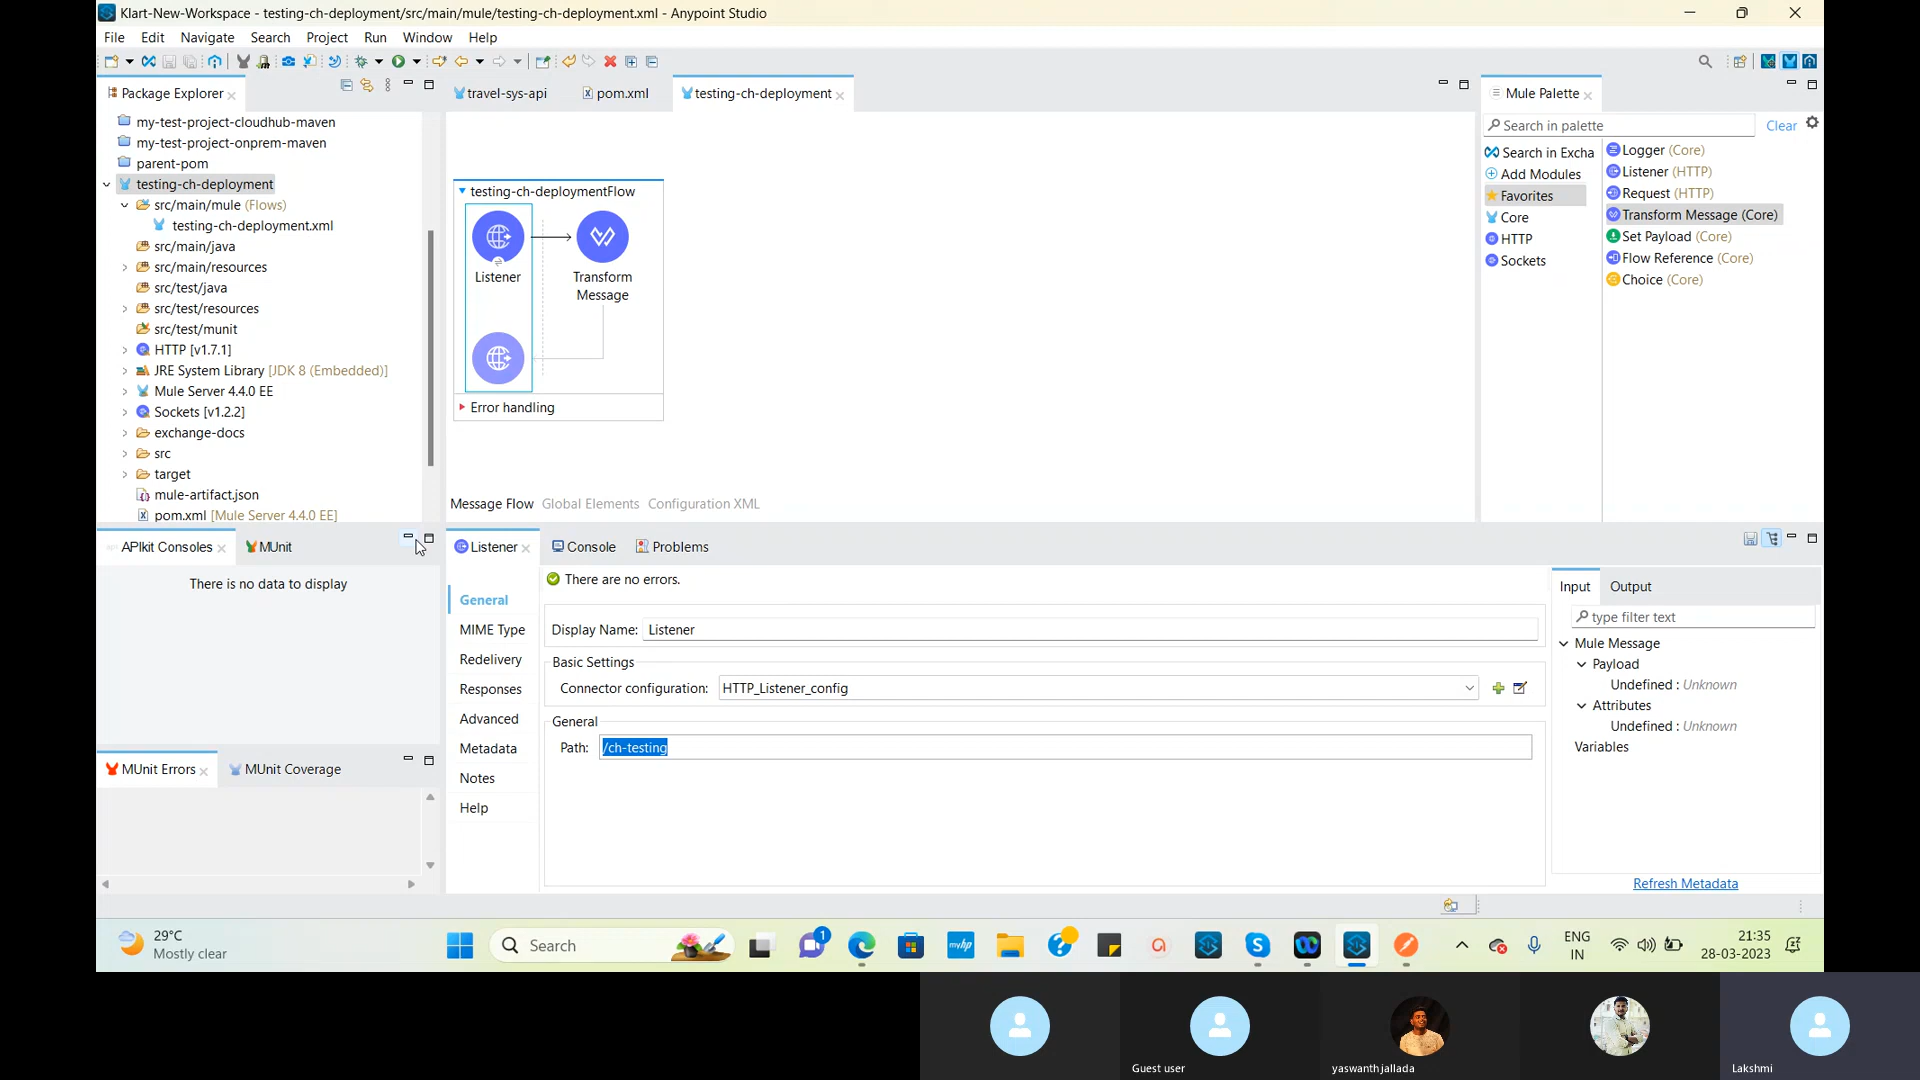 Klart-New-Workspace - testing-ch-deployment/src/main/mule/testing-ch-deployment.xml - Anypoint Studio
File Edit Navigate Search Project Run Window Help
Package Explorer
travel-sys-api
pom.xml
testing-ch-deployment
Mule Palette
my-test-project-cloudhub-maven
my-test-project-onprem-maven
parent-pom
testing-ch-deployment
src/main/mule (Flows)
testing-ch-deployment.xml
src/main/java
src/main/resources
src/test/java
src/test/resources
src/test/munit
HTTP [v1.7.1]
JRE System Library [JDK 8 (Embedded)]
Mule Server 4.4.0 EE
Sockets [v1.2.2]
exchange-docs
src
target
mule-artifact.json
pom.xml [Mule Server 4.4.0 EE]
testing-ch-deploymentFlow
Listener
Transform
Message
Error handling
Message Flow Global Elements Configuration XML
Search in palette
Clear
Search in Excha
Add Modules
Favorites
Core
HTTP
Sockets
Logger (Core)
Listener (HTTP)
Request (HTTP)
Transform Message (Core)
Set Payload (Core)
Flow Reference (Core)
Choice (Core)
APIkit Consoles
MUnit
There is no data to display
MUnit Errors
MUnit Coverage
Listener
Console
Problems
There are no errors.
General
MIME Type
Redelivery
Responses
Advanced
Metadata
Notes
Help
Display Name: Listener
Basic Settings
Connector configuration: HTTP_Listener_config
General
Path: /ch-testing
Input
Output
type filter text
Mule Message
Payload
Undefined : Unknown
Attributes
Undefined : Unknown
Variables
Refresh Metadata
29°C
Mostly clear
Search
1
myhp
ENG
IN
21:35
28-03-2023
Guest user
yaswanth jallada
Lakshmi